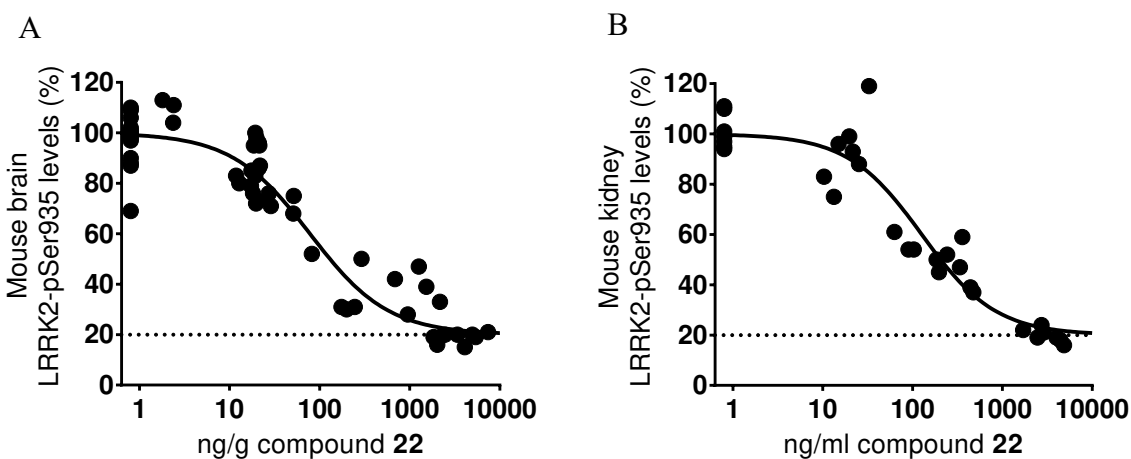 A
Mouse brain
LRRK2-pSer935 levels (%)
120
100
80
60
40
20
0
1 10 100 1000 10000
ng/g compound 22
B
Mouse kidney
LRRK2-pSer935 levels (%)
120
100
80
60
40
20
0
1 10 100 1000 10000
ng/ml compound 22